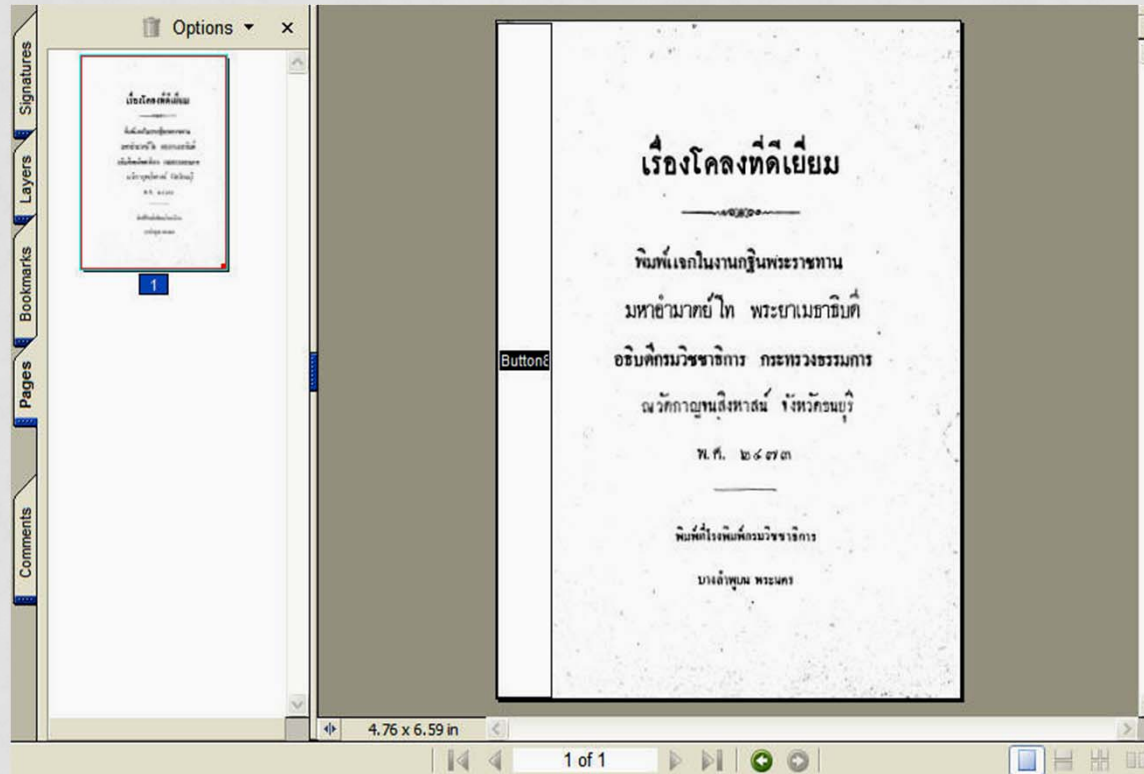 Options
Signatures
Layers
Bookmarks
Pages
Comments
1
Button8
เรื่องโคลงที่ดีเยี่ยม
พิมพ์แจกในงานกฐินพระราชทาน
มหาอำมาตย์โท พระยาเมธาธิบดี
อธิบดีกรมวิชชาธิการ กระทรวงธรรมการ
ณวัดกาญจนสิงหาสน์ จังหวัดธนบุรี
พ.ศ. ๒๔๗๓
พิมพ์ที่โรงพิมพ์กรมวิชชาธิการ
บางลำพูบน พระนคร
4.76 x 6.59 in
1 of 1